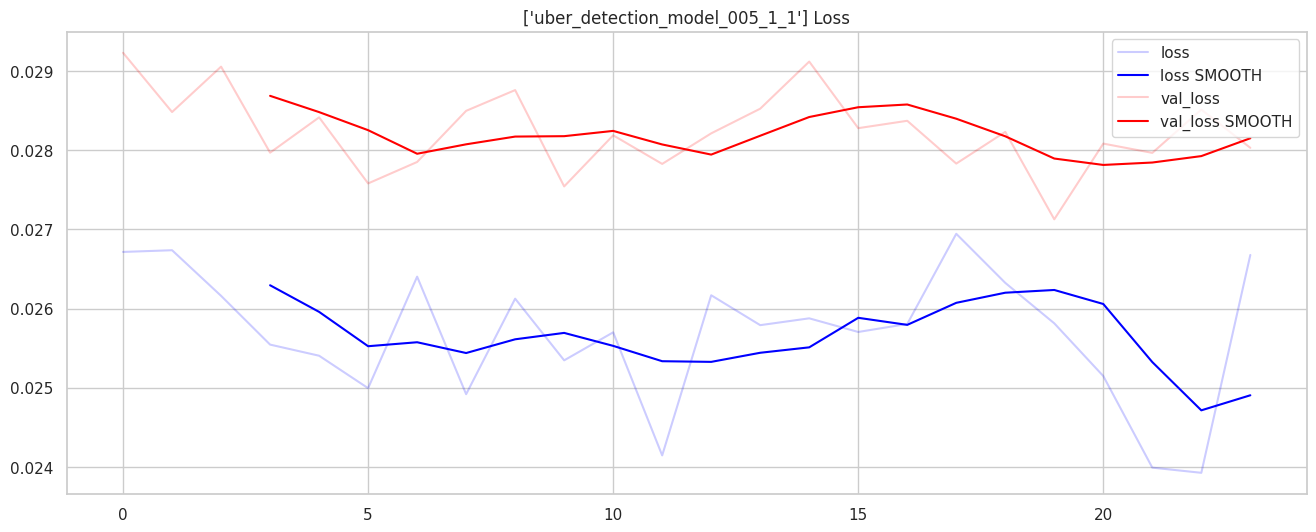 ['uber_detection_model_005_1_1'] Loss
loss
loss SMOOTH
val_loss
val_loss SMOOTH
0.029
0.028
0.027
0.026
0.025
0.024
0 5 10 15 20